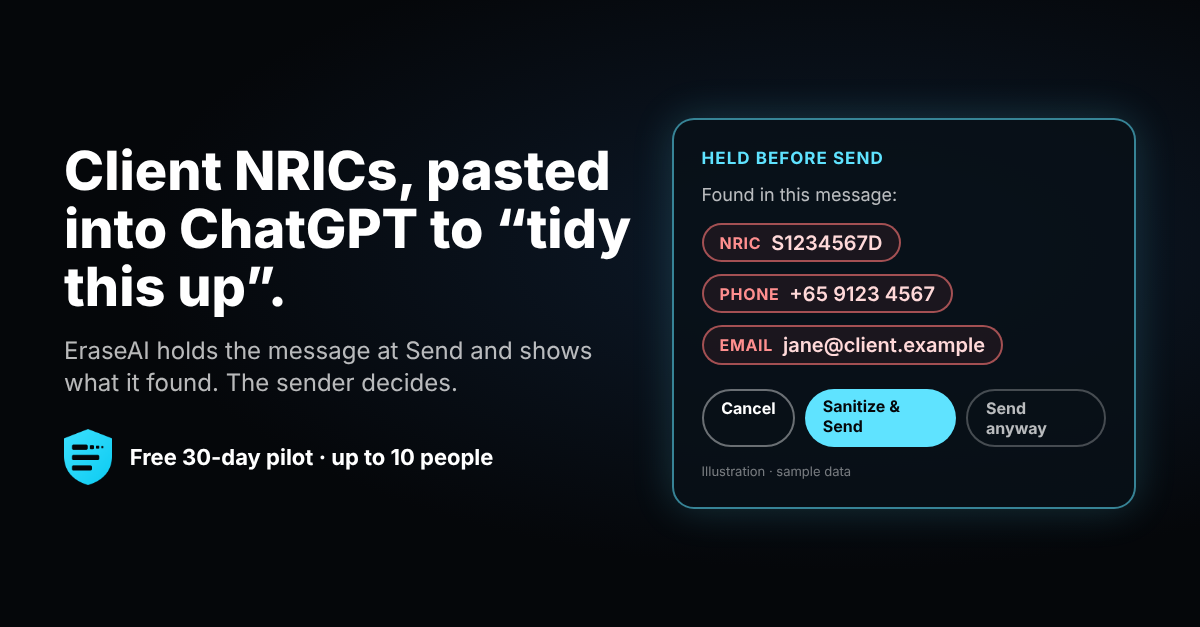 Client NRICs, pasted
into ChatGPT to “tidy
this up”.
EraseAI holds the message at Send and shows
what it found. The sender decides.
Free 30-day pilot · up to 10 people
HELD BEFORE SEND
Found in this message:
NRIC S1234567D
PHONE +65 9123 4567
EMAIL jane@client.example
Cancel
Sanitize &
Send
Send
anyway
Illustration · sample data